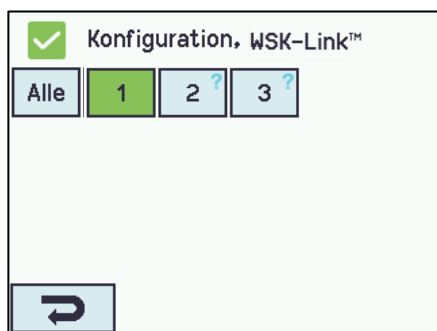 Konfiguration, WSK-Link™
Alle 1 2 ? 3 ?